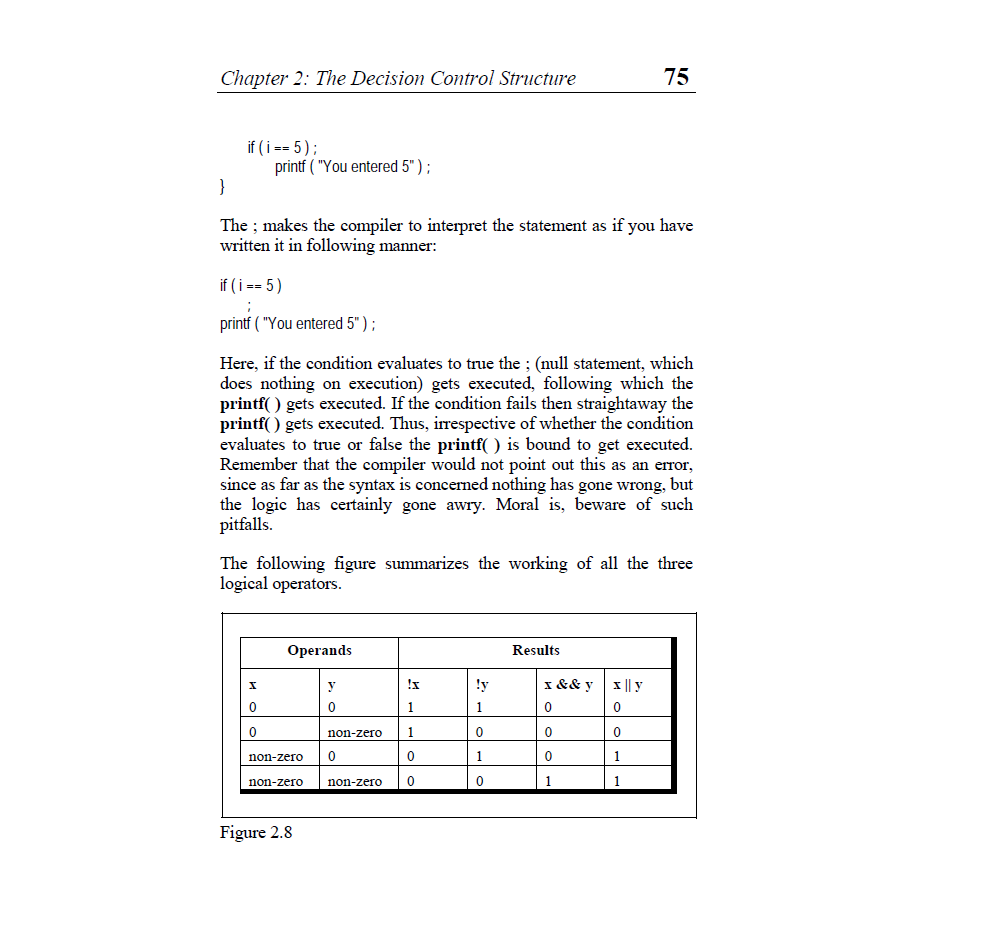 Chapter 2: The Decision Control Structure 75
if ( i == 5 ) ;
printf ( "You entered 5" ) ;
}
The ; makes the compiler to interpret the statement as if you have
written it in following manner:
if ( i == 5 )
;
printf ( "You entered 5" ) ;
Here, if the condition evaluates to true the ; (null statement, which
does nothing on execution) gets executed, following which the
printf( ) gets executed. If the condition fails then straightaway the
printf( ) gets executed. Thus, irrespective of whether the condition
evaluates to true or false the printf( ) is bound to get executed.
Remember that the compiler would not point out this as an error,
since as far as the syntax is concerned nothing has gone wrong, but
the logic has certainly gone awry. Moral is, beware of such
pitfalls.
The following figure summarizes the working of all the three
logical operators.
Operands Results
x y !x !y x && y x || y
0 0 1 1 0 0
0 non-zero 1 0 0 0
non-zero 0 0 1 0 1
non-zero non-zero 0 0 1 1
Figure 2.8